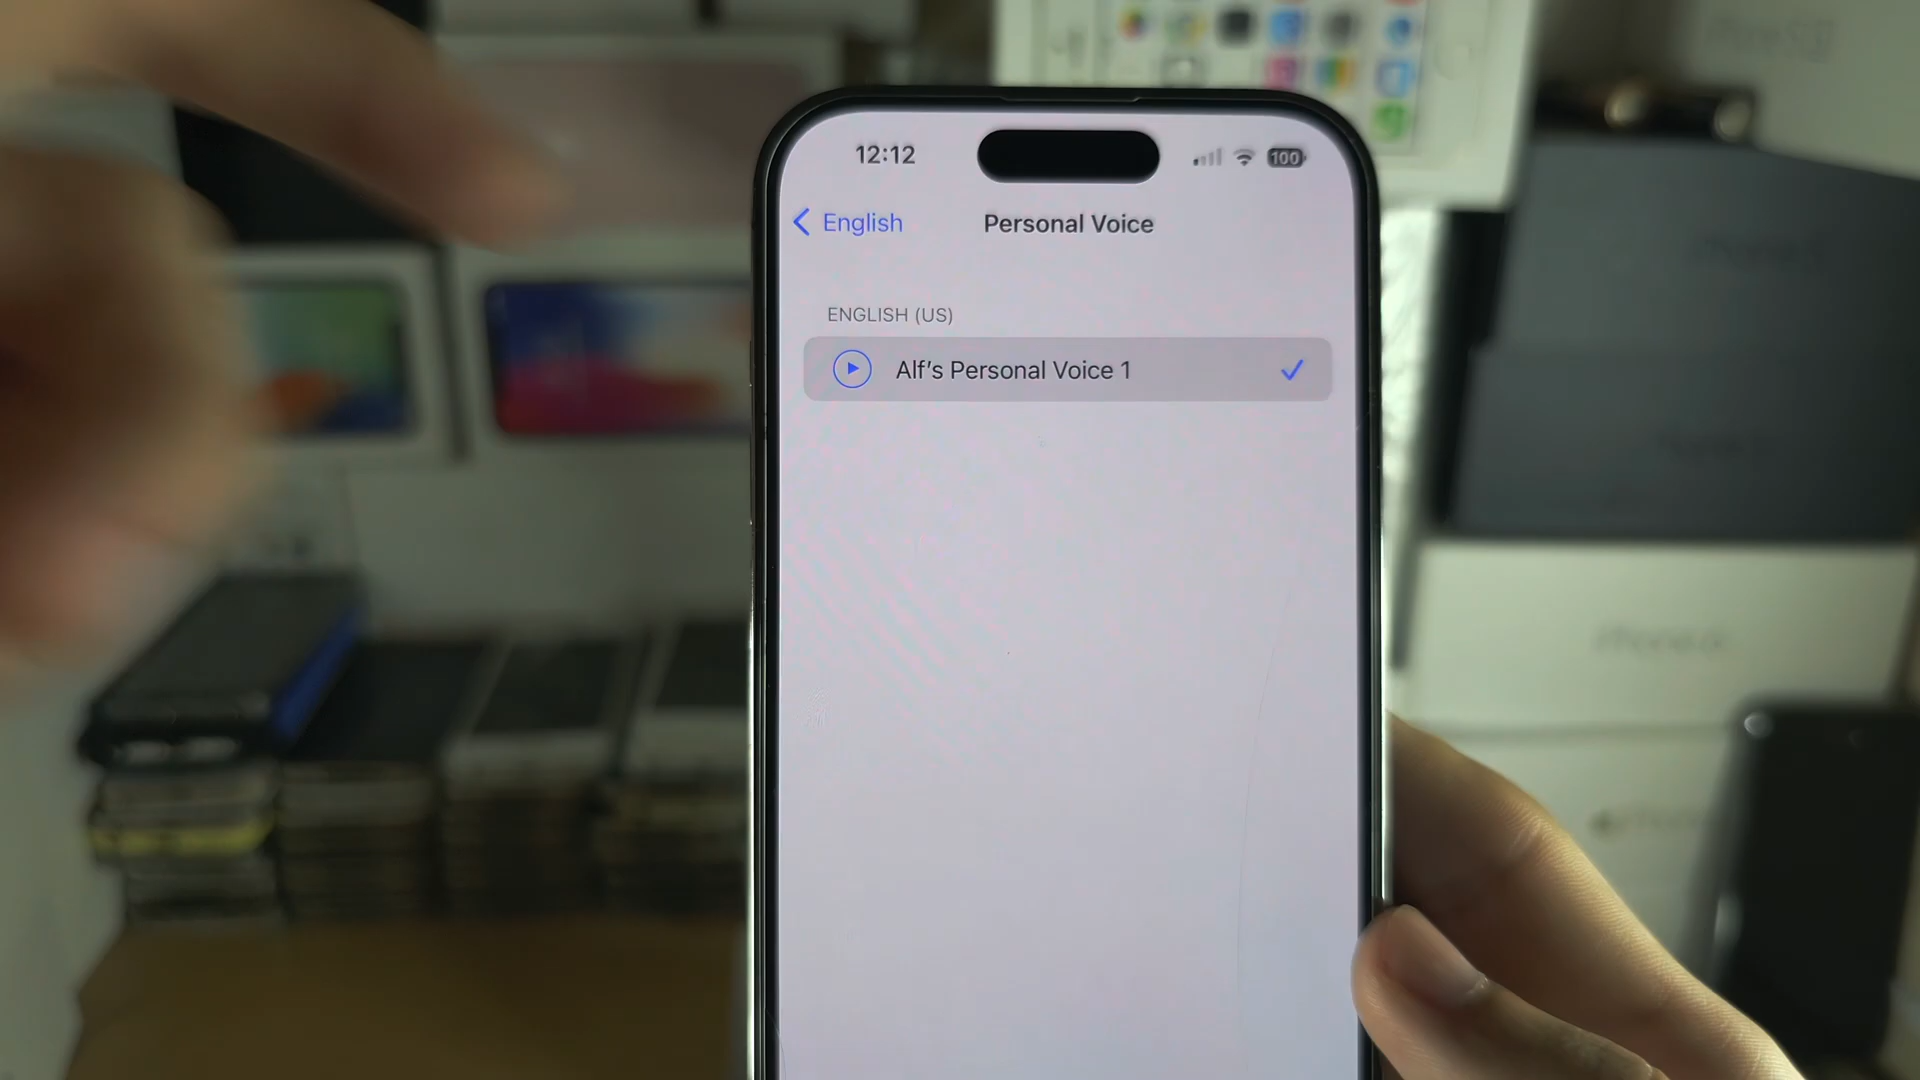 12:12
100
English
Personal Voice
ENGLISH (US)
Alf's Personal Voice 1